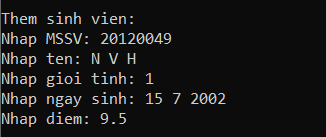 Them sinh vien:
Nhap MSSV: 20120049
Nhap ten: N V H
Nhap gioi tinh: 1
Nhap ngay sinh: 15 7 2002
Nhap diem: 9.5